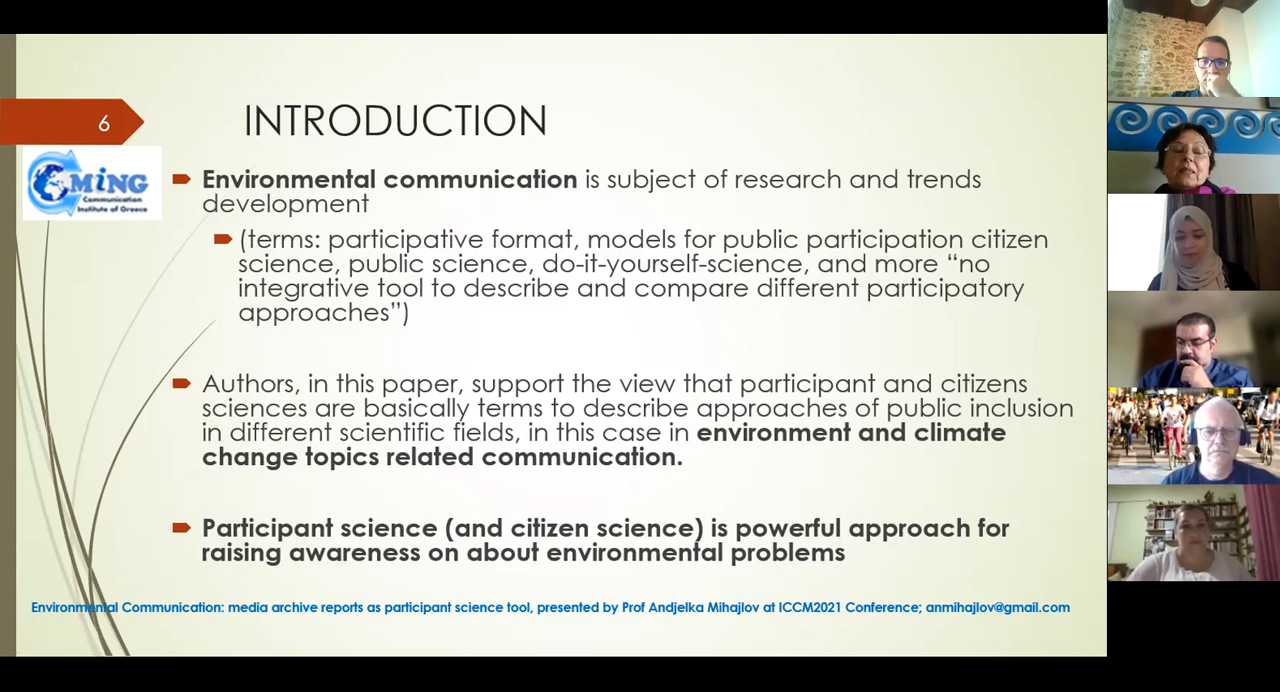 6
INTRODUCTION
COMinG
Communication
Institute of Greece
Environmental communication is subject of research and trends
development
(terms: participative format, models for public participation citizen
science, public science, do-it-yourself-science, and more “no
integrative tool to describe and compare different participatory
approaches”)
Authors, in this paper, support the view that participant and citizens
sciences are basically terms to describe approaches of public inclusion
in different scientific fields, in this case in environment and climate
change topics related communication.
Participant science (and citizen science) is powerful approach for
raising awareness on about environmental problems
Environmental Communication: media archive reports as participant science tool, presented by Prof Andjelka Mihajlov at ICCM2021 Conference; anmihajlov@gmail.com